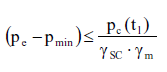 (p_e − p_min) ≤ p_c(t_1) / (γ_SC · γ_m)